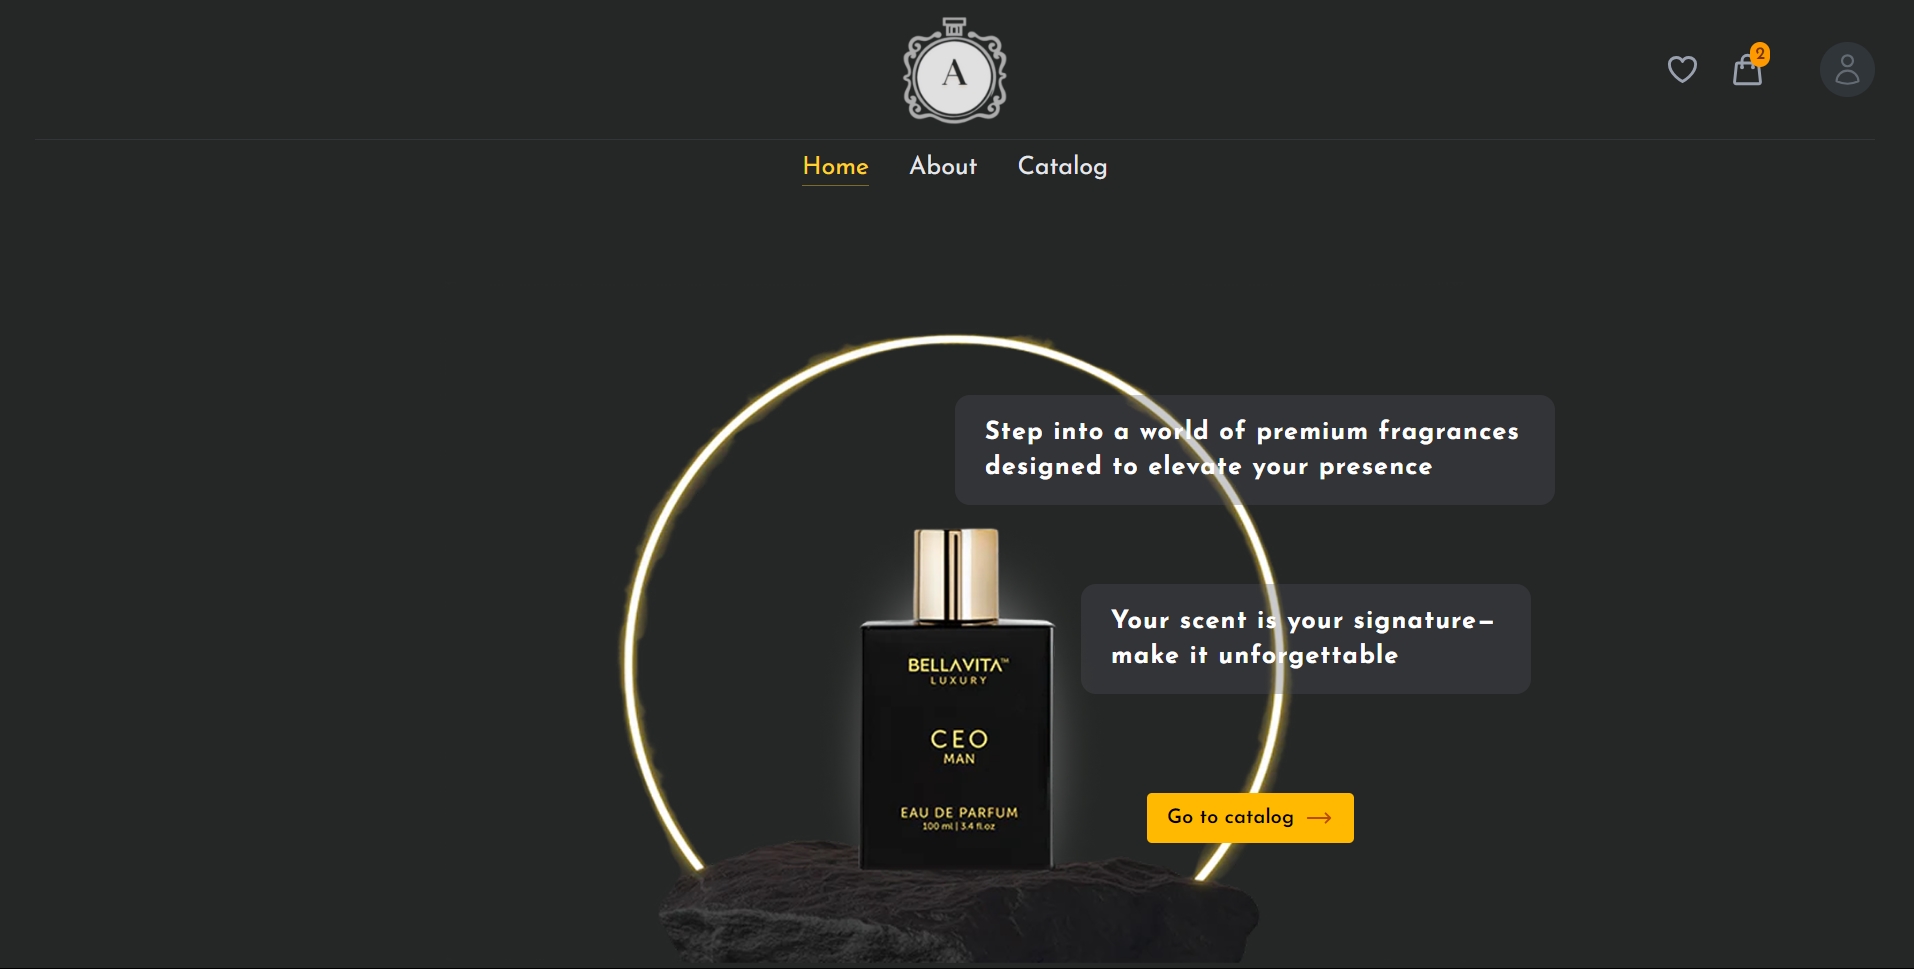 A
2
Home About Catalog
Step into a world of premium fragrances
designed to elevate your presence
Your scent is your signature–
make it unforgettable
BELLAVITA™
LUXURY
CEO
MAN
EAU DE PARFUM
100 ml | 3.4 fl.oz
Go to catalog →